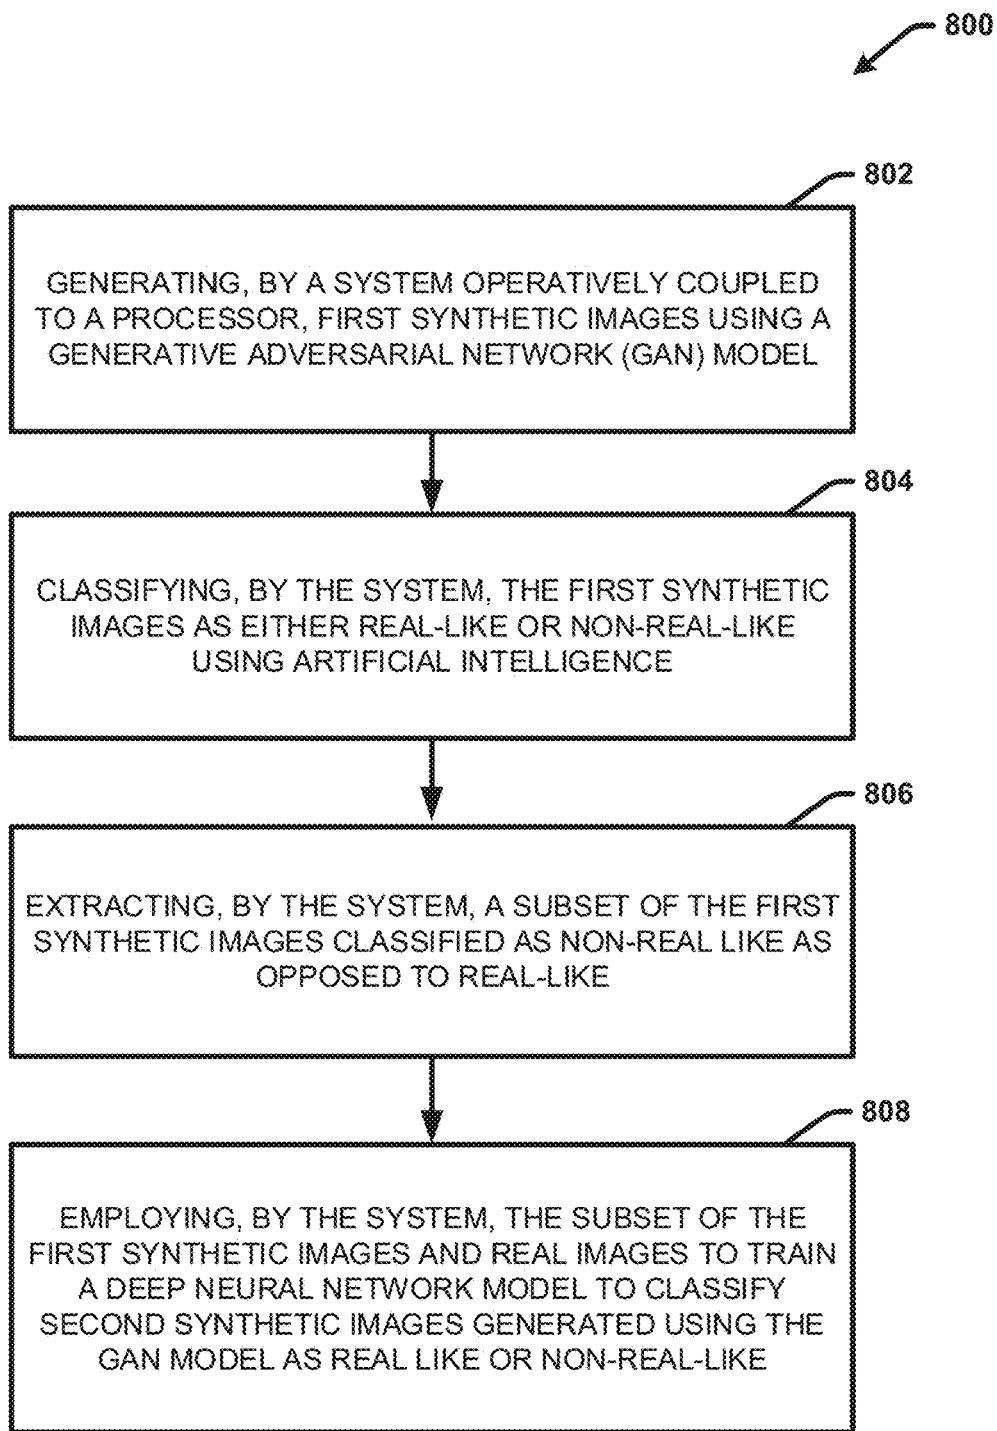 800
802
GENERATING, BY A SYSTEM OPERATIVELY COUPLED
TO A PROCESSOR, FIRST SYNTHETIC IMAGES USING A
GENERATIVE ADVERSARIAL NETWORK (GAN) MODEL
804
CLASSIFYING, BY THE SYSTEM, THE FIRST SYNTHETIC
IMAGES AS EITHER REAL-LIKE OR NON-REAL-LIKE
USING ARTIFICIAL INTELLIGENCE
806
EXTRACTING, BY THE SYSTEM, A SUBSET OF THE FIRST
SYNTHETIC IMAGES CLASSIFIED AS NON-REAL LIKE AS
OPPOSED TO REAL-LIKE
808
EMPLOYING, BY THE SYSTEM, THE SUBSET OF THE
FIRST SYNTHETIC IMAGES AND REAL IMAGES TO TRAIN
A DEEP NEURAL NETWORK MODEL TO CLASSIFY
SECOND SYNTHETIC IMAGES GENERATED USING THE
GAN MODEL AS REAL LIKE OR NON-REAL-LIKE